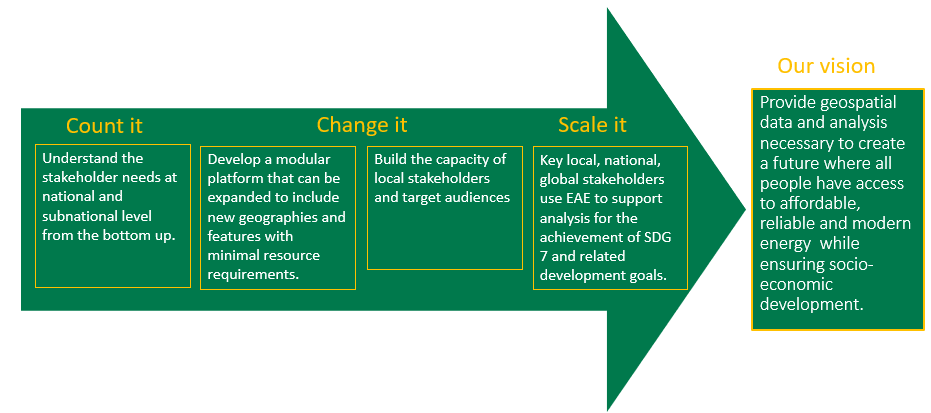 Our vision
Count it
Change it
Scale it
Understand the
stakeholder needs at
national and
subnational level
from the bottom up.
Develop a modular
platform that can be
expanded to include
new geographies and
features with
minimal resource
requirements.
Build the capacity of
local stakeholders
and target audiences
Key local, national,
global stakeholders
use EAE to support
analysis for the
achievement of SDG
7 and related
development goals.
Provide geospatial
data and analysis
necessary to create
a future where all
people have access
to affordable,
reliable and modern
energy  while
ensuring socio-
economic
development.